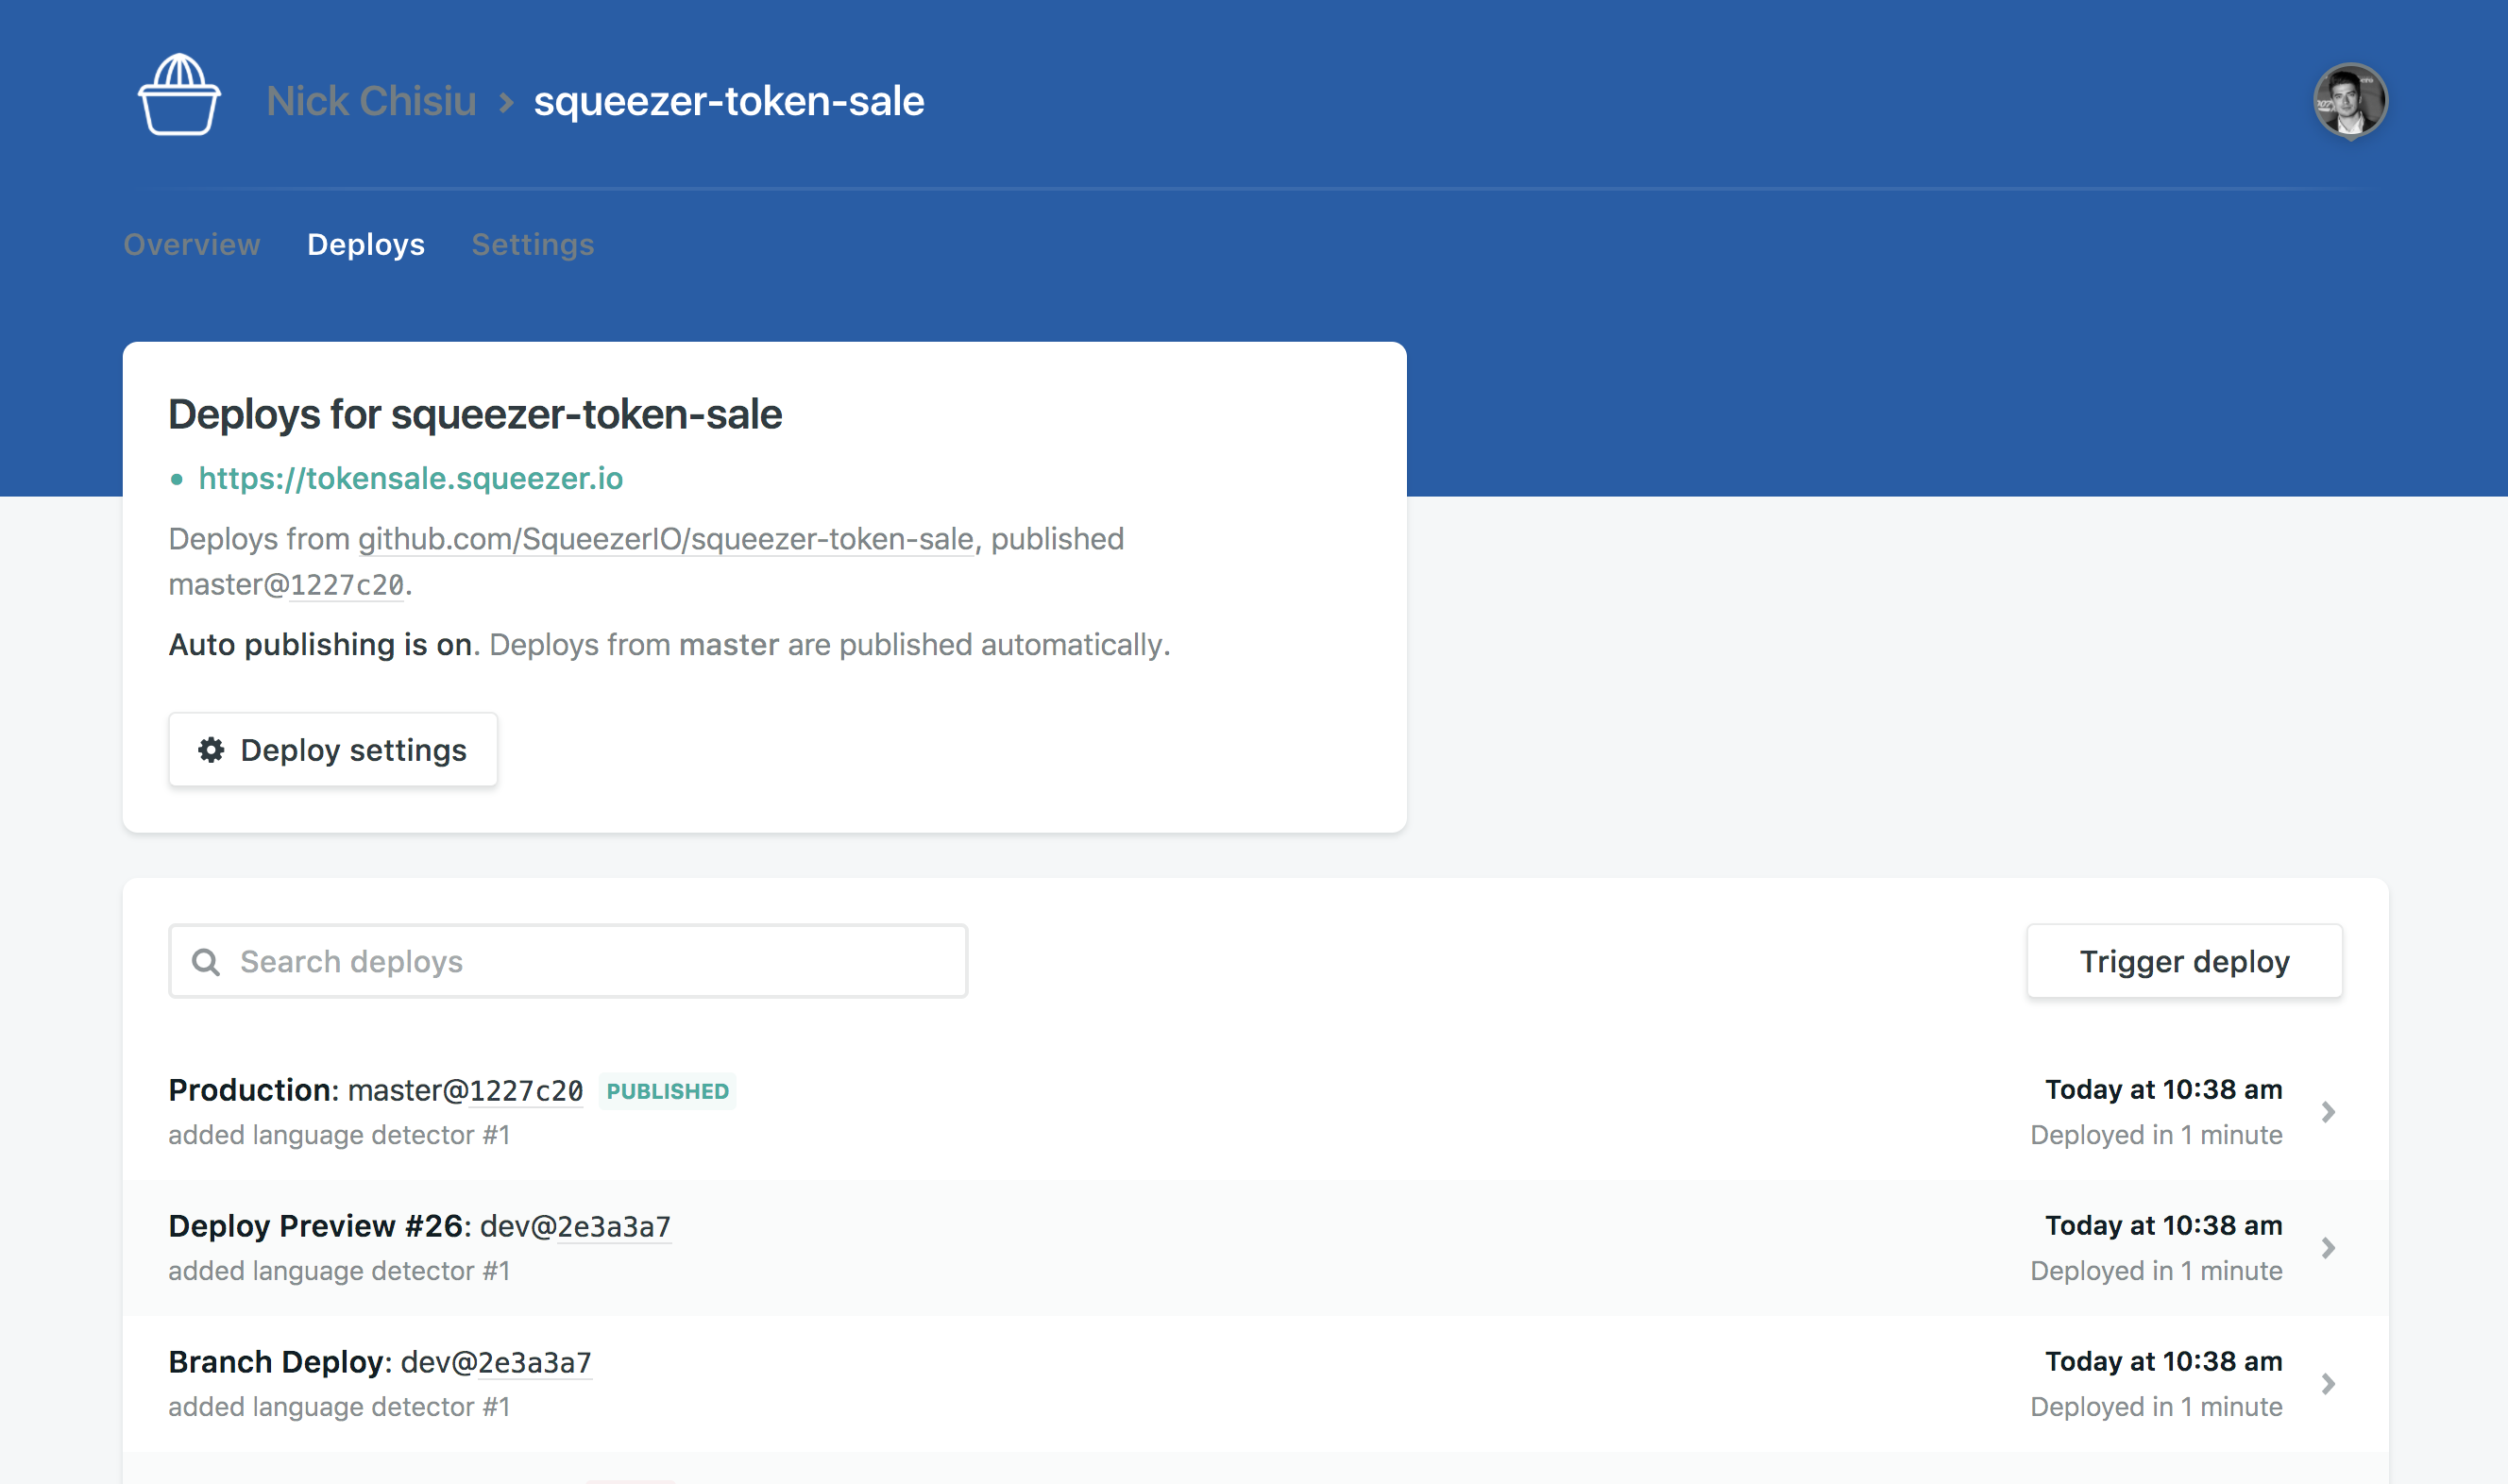 Nick Chisiu > squeezer-token-sale
Overview Deploys Settings
Deploys for squeezer-token-sale
• https://tokensale.squeezer.io
Deploys from github.com/SqueezerIO/squeezer-token-sale, published
master@1227c20.
Auto publishing is on. Deploys from master are published automatically.
Deploy settings
Search deploys
Trigger deploy
Production: master@1227c20 PUBLISHED
Today at 10:38 am
added language detector #1
Deployed in 1 minute
Deploy Preview #26: dev@2e3a3a7
Today at 10:38 am
added language detector #1
Deployed in 1 minute
Branch Deploy: dev@2e3a3a7
Today at 10:38 am
added language detector #1
Deployed in 1 minute